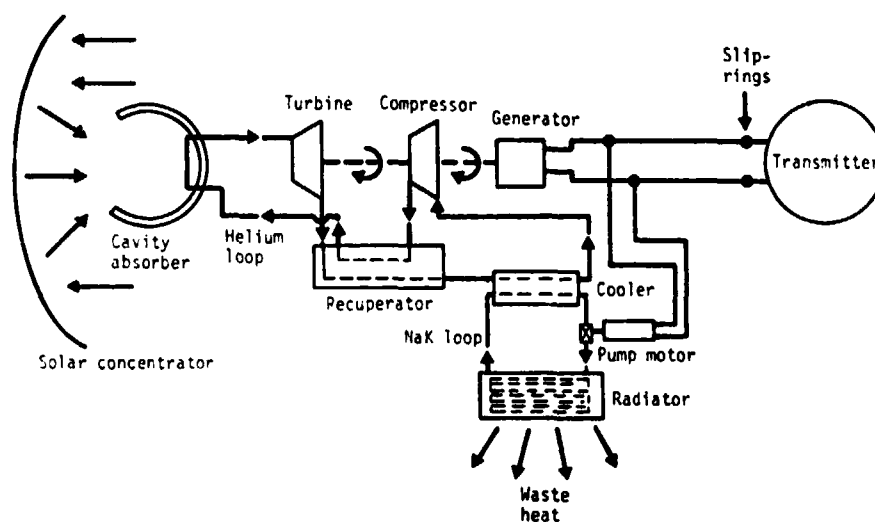 Slip-
rings
Turbine
Compressor
Generator
Transmitter
Cavity
absorber
Helium
loop
Recuperator
Cooler
NaK loop
Pump motor
Solar concentrator
Radiator
Waste
heat